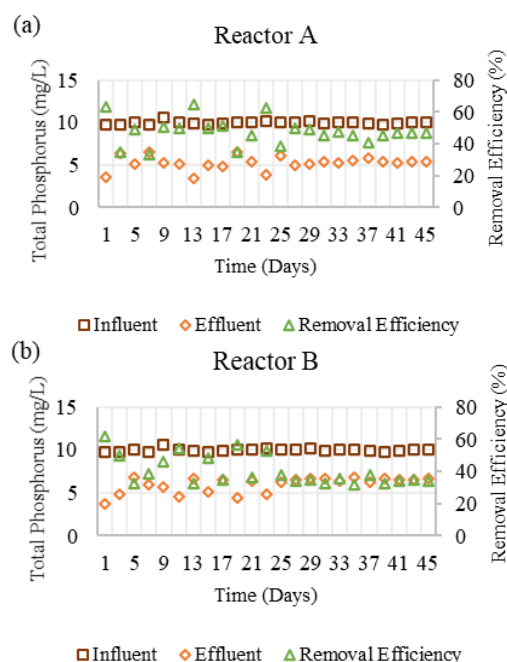 (a)
Reactor A
Total Phosphorus (mg/L)
15
10
5
0
80
60
40
20
0
Removal Efficiency (%)
1 5 9 13 17 21 25 29 33 37 41 45
Time (Days)
Influent Effluent Removal Efficiency
(b)
Reactor B
Total Phosphorus (mg/L)
15
10
5
0
80
60
40
20
0
Removal Efficiency (%)
1 5 9 13 17 21 25 29 33 37 41 45
Time (Days)
Influent Effluent Removal Efficiency